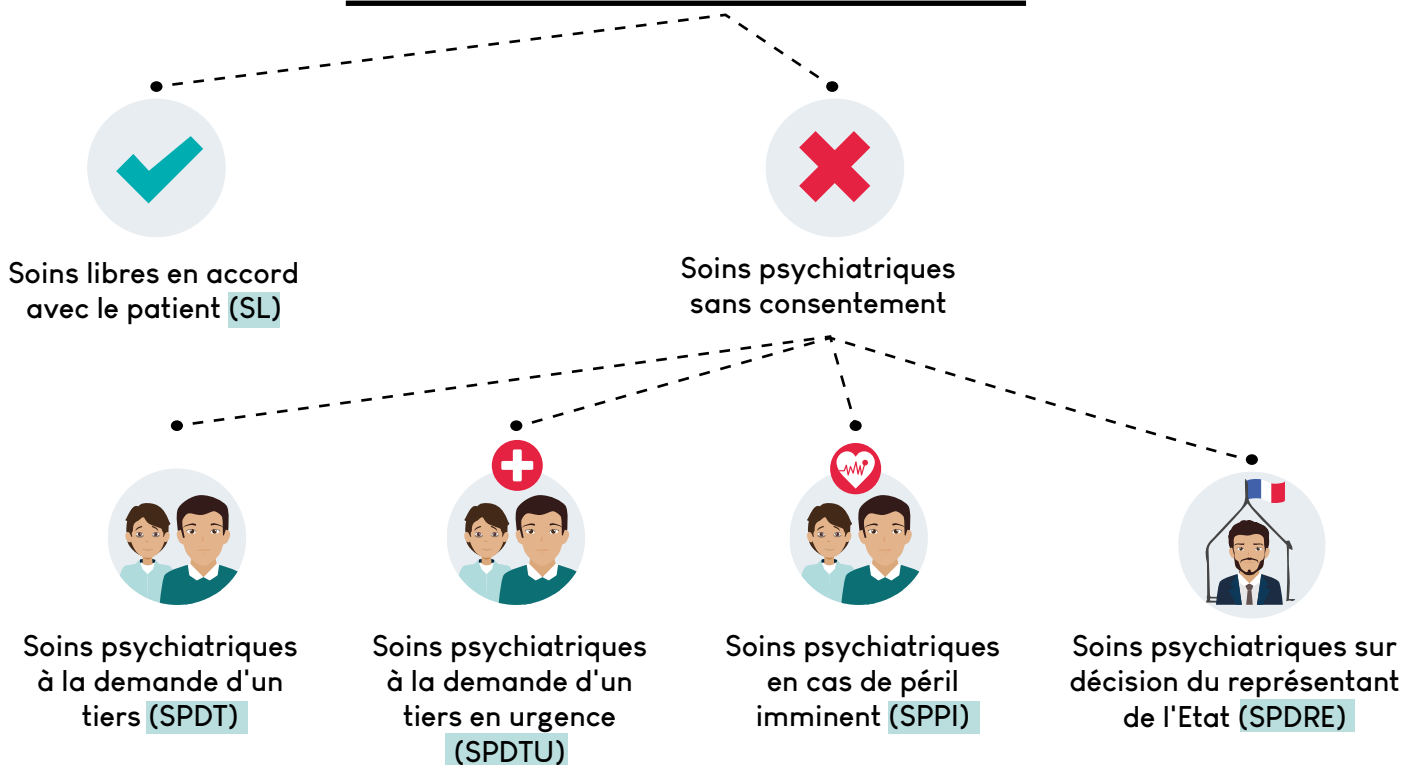 Soins libres en accord
avec le patient (SL)
Soins psychiatriques
sans consentement
Soins psychiatriques
à la demande d'un
tiers (SPDT)
Soins psychiatriques
à la demande d'un
tiers en urgence
(SPDTU)
Soins psychiatriques
en cas de péril
imminent (SPPI)
Soins psychiatriques sur
décision du représentant
de l'Etat (SPDRE)